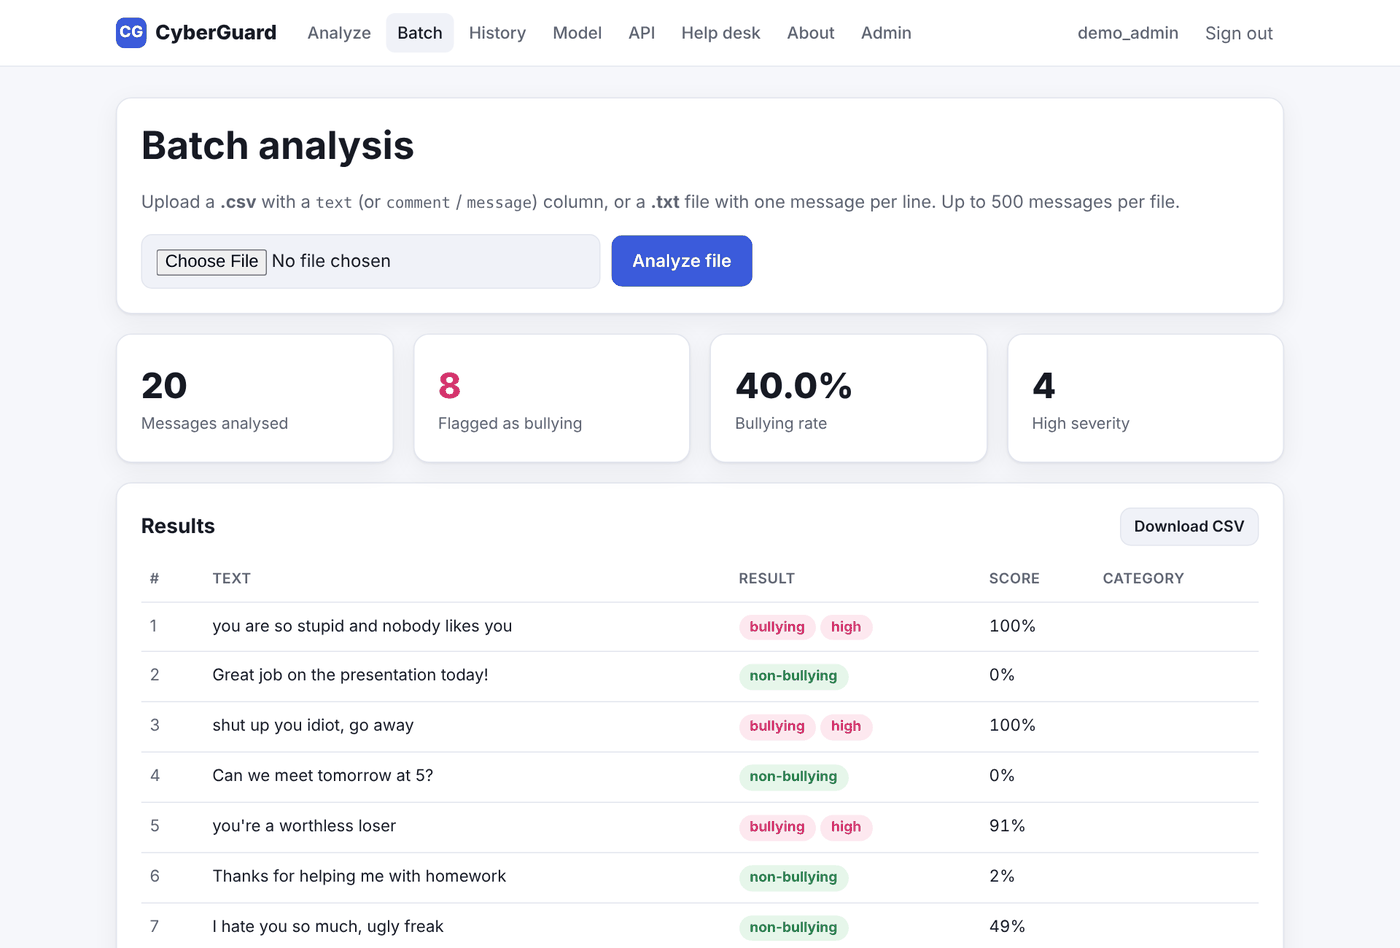 CG CyberGuard Analyze Batch History Model API Help desk About Admin demo_admin Sign out
Batch analysis
Upload a .csv with a text (or comment / message) column, or a .txt file with one message per line. Up to 500 messages per file.
Choose File No file chosen Analyze file
20 8 40.0% 4
Messages analysed Flagged as bullying Bullying rate High severity
Results Download CSV
# TEXT RESULT SCORE CATEGORY
1 you are so stupid and nobody likes you bullying high 100%
2 Great job on the presentation today! non-bullying 0%
3 shut up you idiot, go away bullying high 100%
4 Can we meet tomorrow at 5? non-bullying 0%
5 you're a worthless loser bullying high 91%
6 Thanks for helping me with homework non-bullying 2%
7 I hate you so much, ugly freak non-bullying 49%